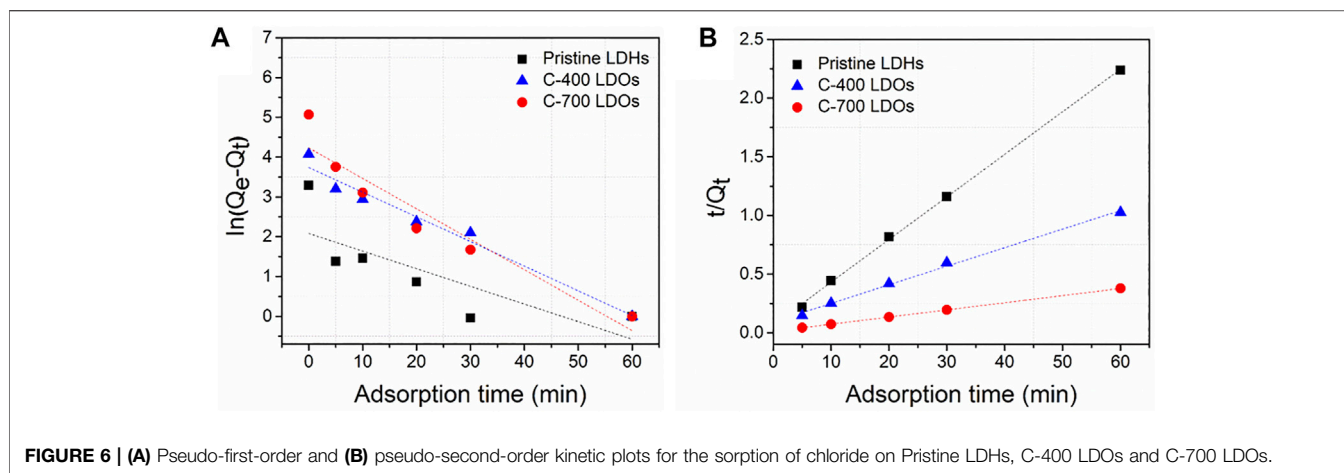 A
7
6
5
4
3
2
1
0
ln(Qe-Qt)
Pristine LDHs
C-400 LDOs
C-700 LDOs
0 10 20 30 40 50 60
Adsorption time (min)
B
2.5
2.0
1.5
1.0
0.5
0.0
t/Qt
Pristine LDHs
C-400 LDOs
C-700 LDOs
0 10 20 30 40 50 60
Adsorption time (min)
FIGURE 6 | (A) Pseudo-first-order and (B) pseudo-second-order kinetic plots for the sorption of chloride on Pristine LDHs, C-400 LDOs and C-700 LDOs.